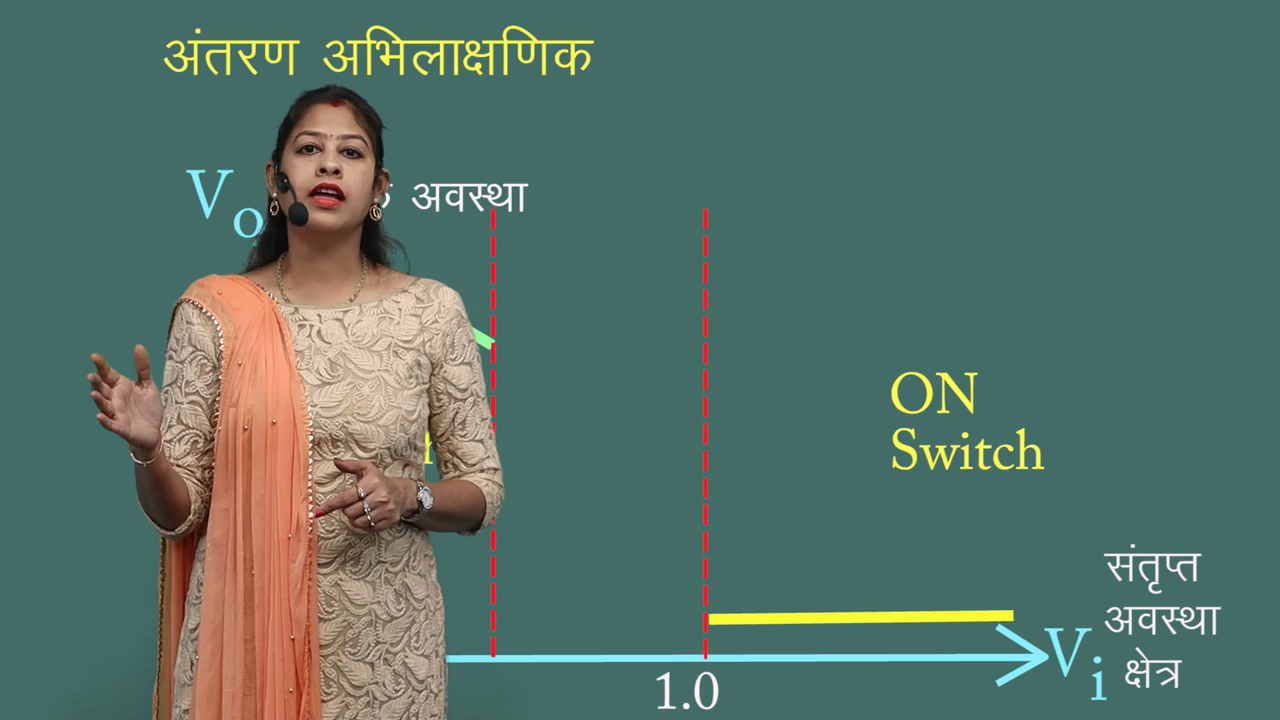 अंतरण अभिलाक्षणिक
Vo
अवस्था
ON
Switch
संतृप्त
अवस्था
Vi क्षेत्र
1.0